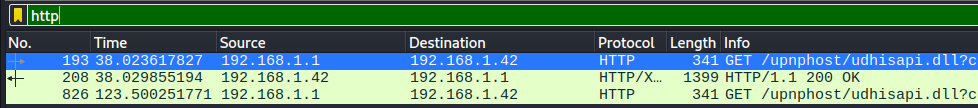 http
No. Time Source Destination Protocol Length Info
193 38.023617827 192.168.1.1 192.168.1.42 HTTP 341 GET /upnphost/udhisapi.dll?c
208 38.029855194 192.168.1.42 192.168.1.1 HTTP/X… 1399 HTTP/1.1 200 OK
826 123.500251771 192.168.1.1 192.168.1.42 HTTP 341 GET /upnphost/udhisapi.dll?c